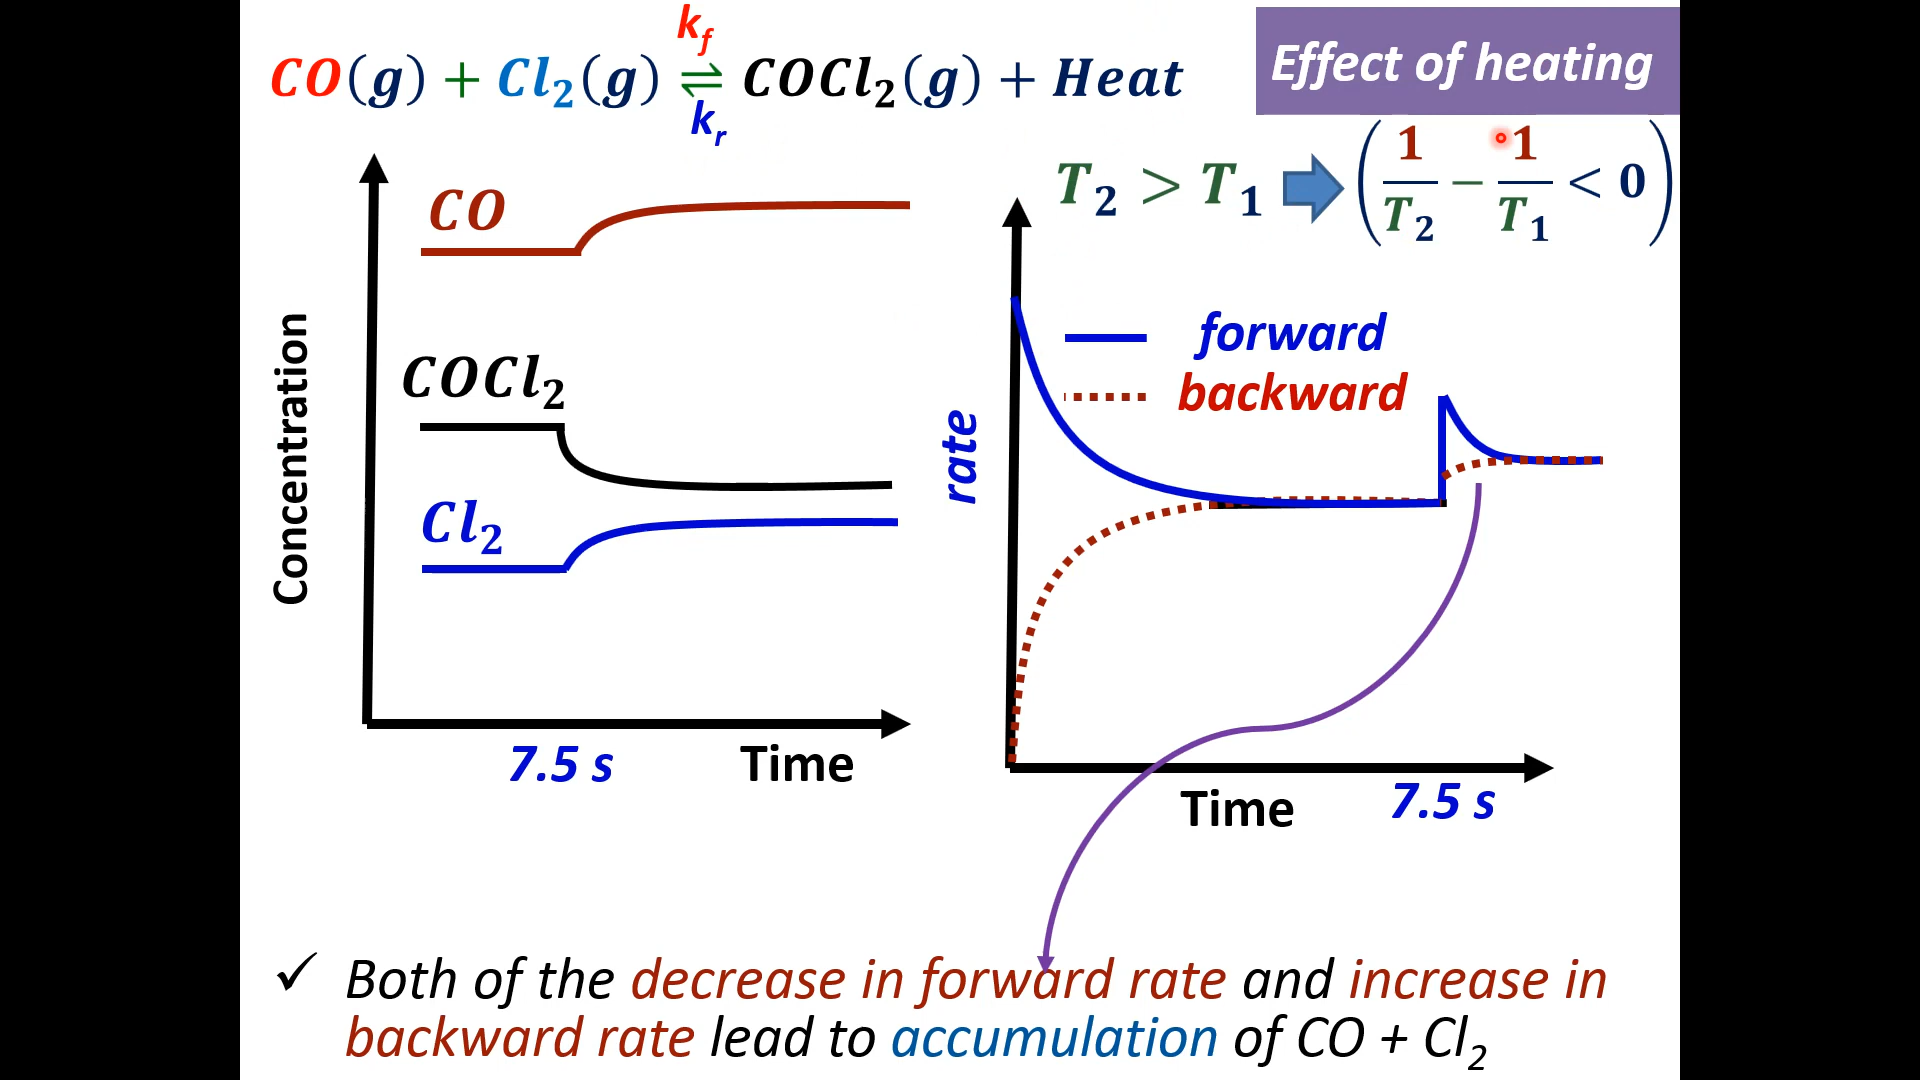 CO(g) + Cl₂(g) ⇌ COCl₂(g) + Heat
k_f
k_r
Effect of heating
T₂ > T₁ (1/T₂ − 1/T₁ < 0)
CO
COCl₂
Cl₂
Concentration
7.5 s
Time
forward
backward
rate
Time
7.5 s
✓ Both of the decrease in forward rate and increase in
backward rate lead to accumulation of CO + Cl₂